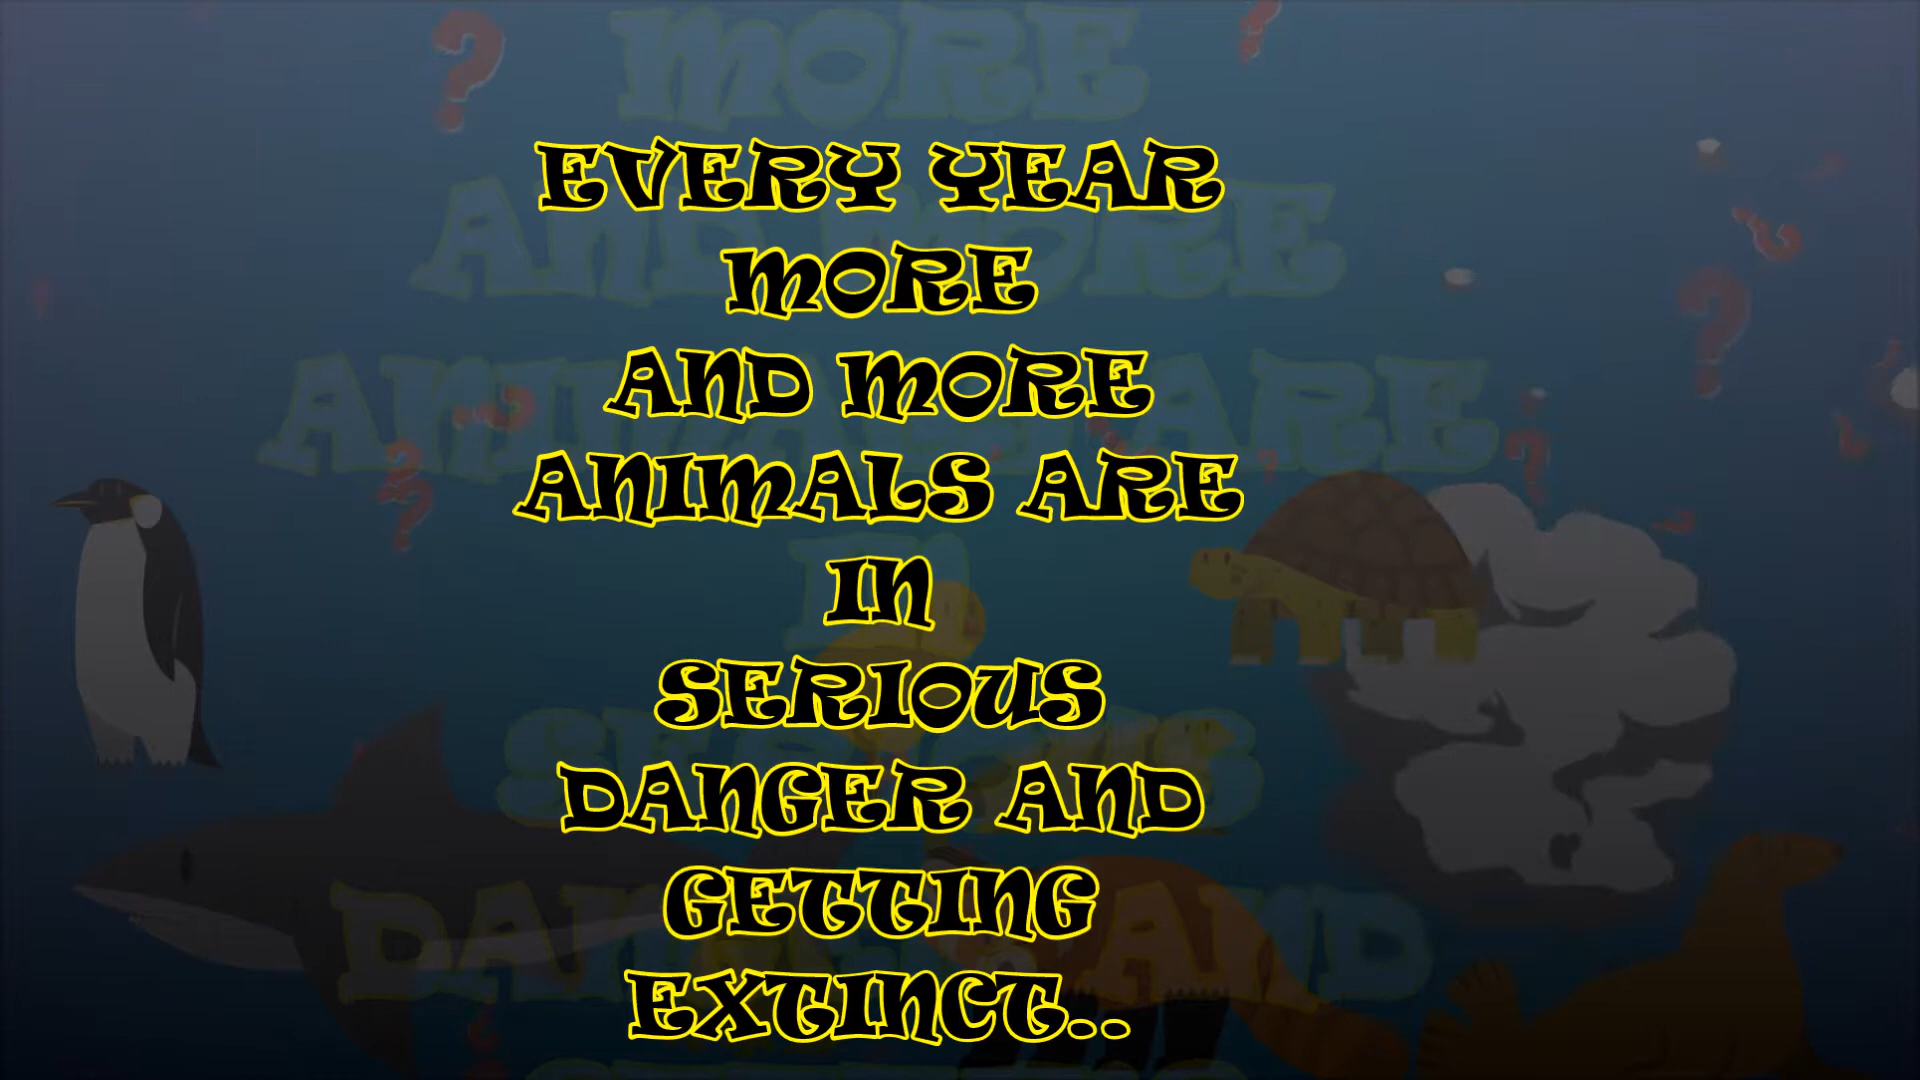 EVERY YEAR
MORE
AND MORE
ANIMALS ARE
IN
SERIOUS
DANGER AND
GETTING
EXTINCT..